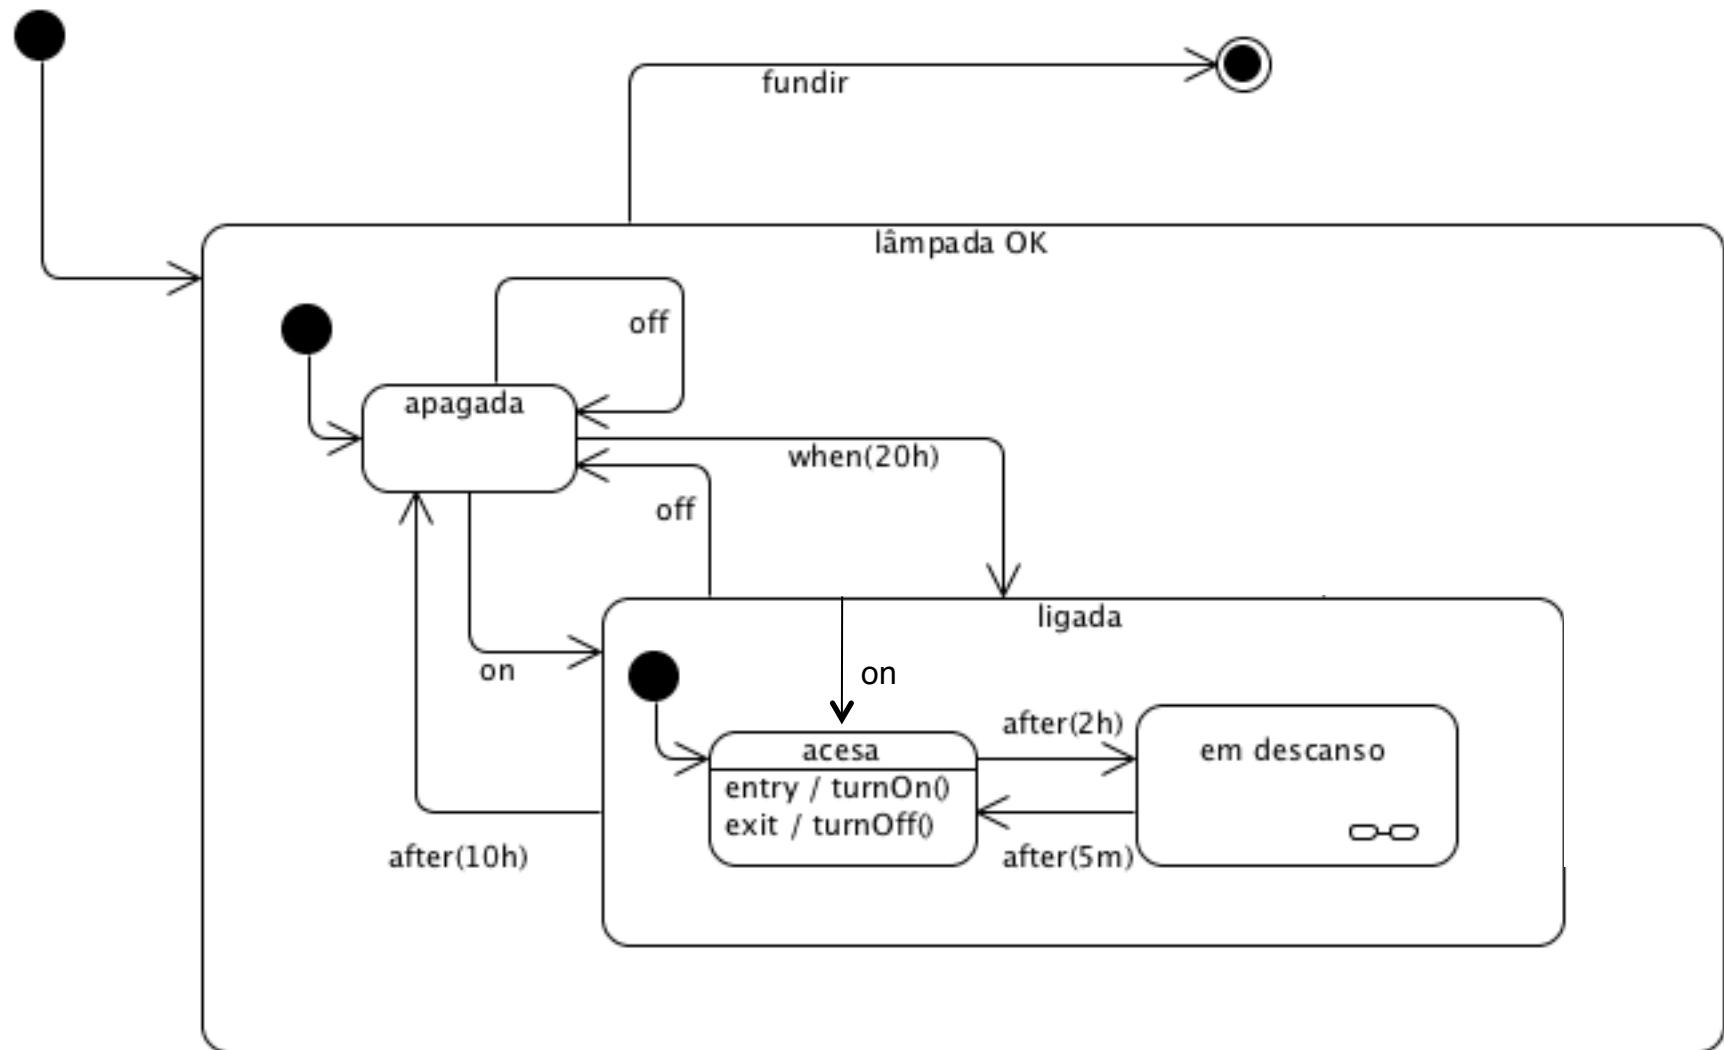 fundir
lâmpada OK
off
apagada
when(20h)
off
ligada
on
on
after(2h)
acesa
em descanso
entry / turnOn()
exit / turnOff()
after(10h)
after(5m)